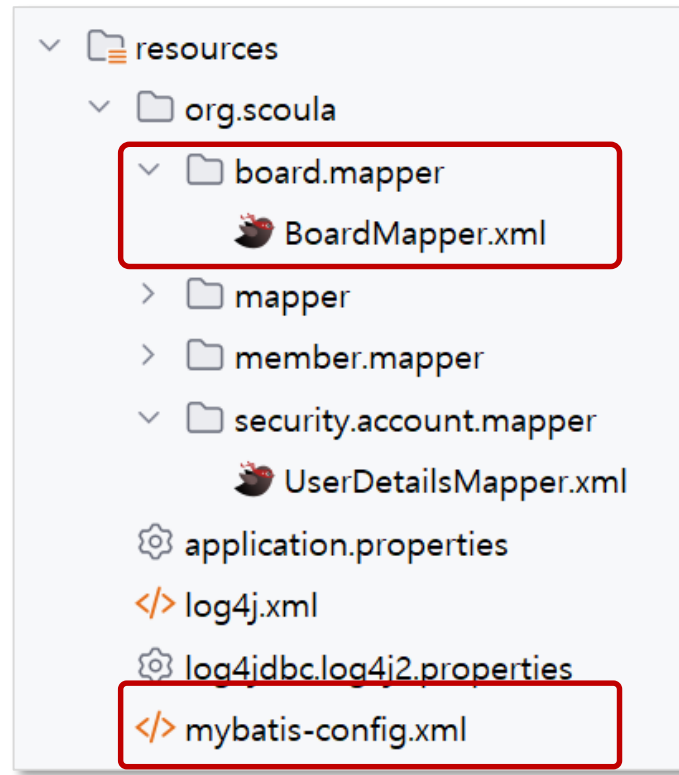 resources
org.scoula
board.mapper
BoardMapper.xml
mapper
member.mapper
security.account.mapper
UserDetailsMapper.xml
application.properties
log4j.xml
log4jdbc.log4j2.properties
mybatis-config.xml